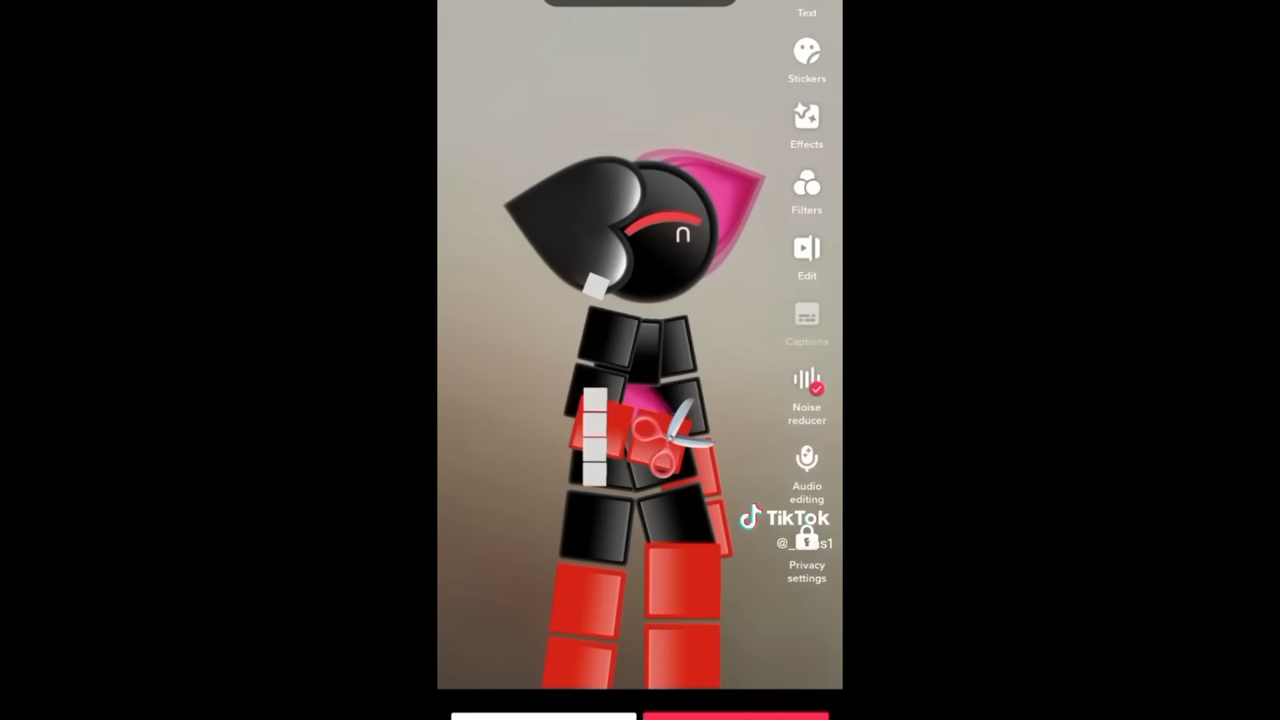 Text
Stickers
Effects
Filters
Edit
Captions
Noise
reducer
Audio
editing
TikTok
Privacy
settings